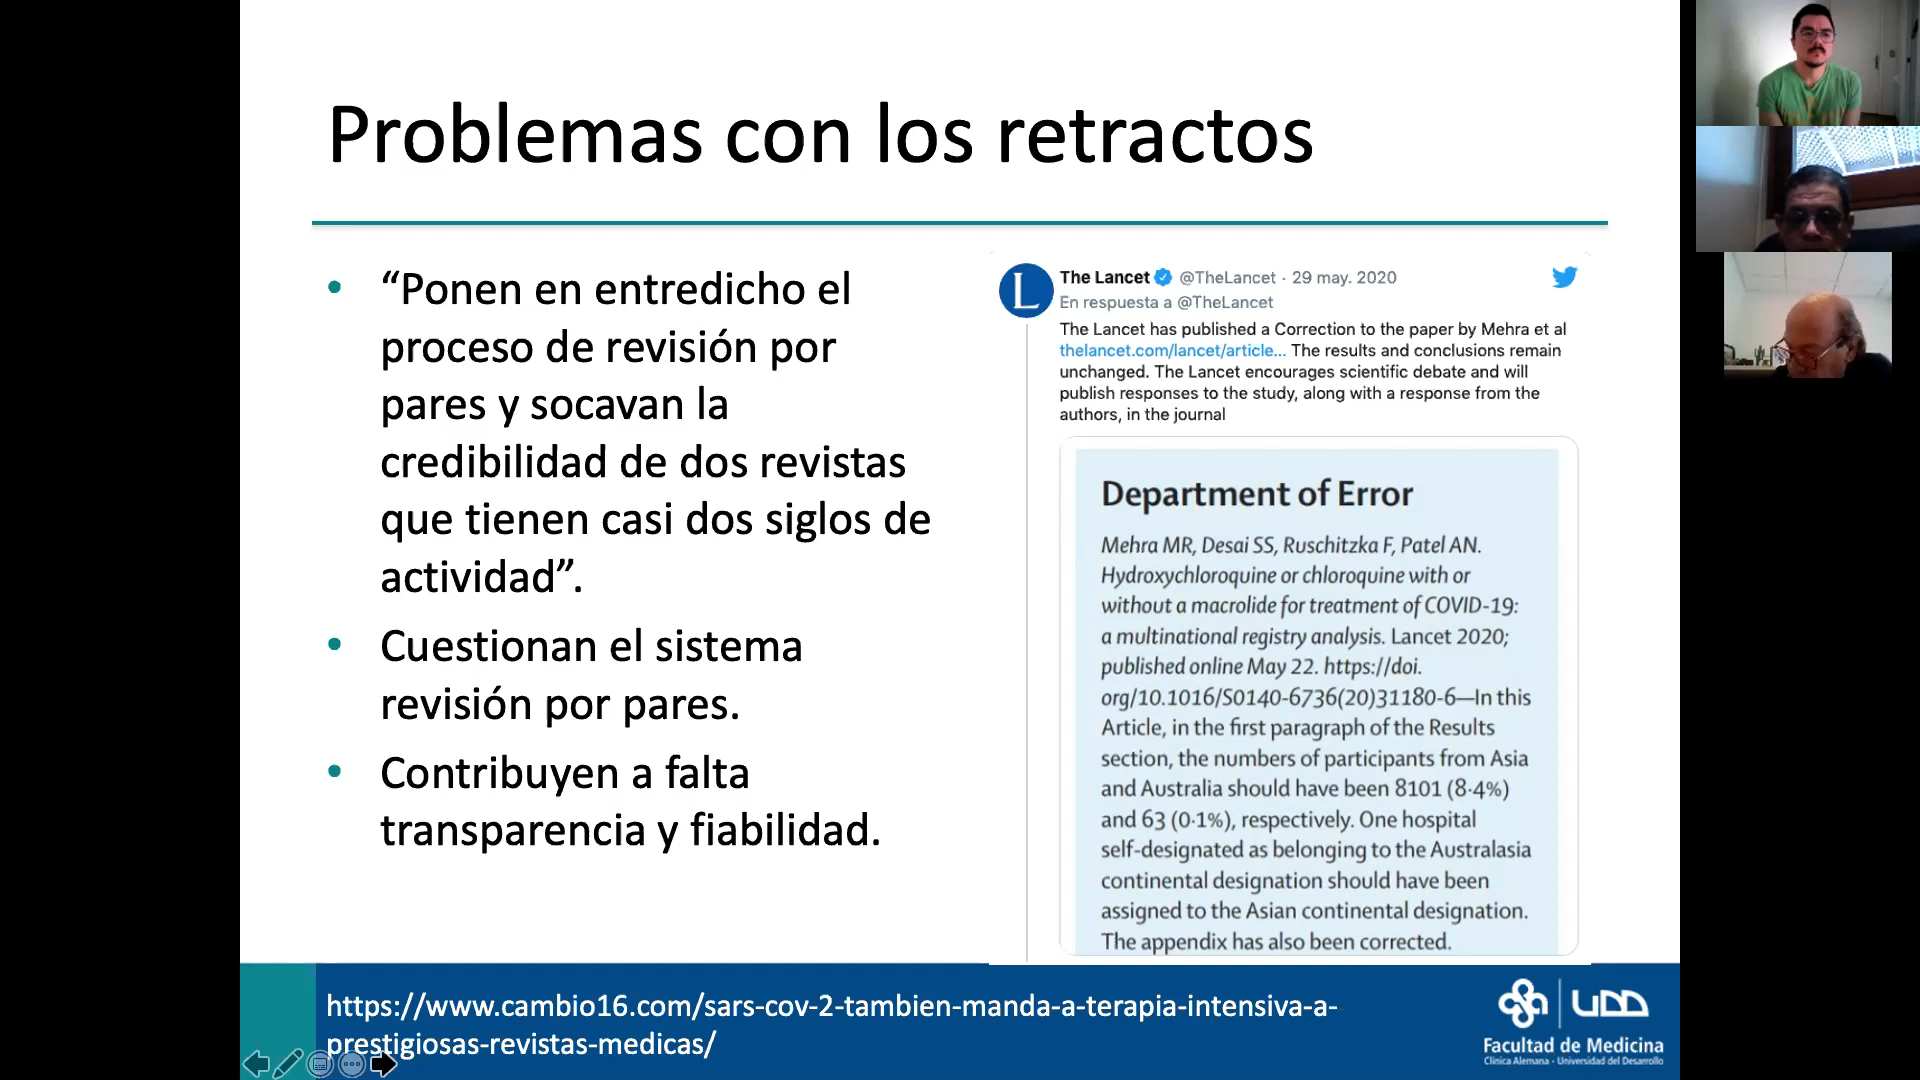 Problemas con los retractos
• “Ponen en entredicho el
proceso de revisión por
pares y socavan la
credibilidad de dos revistas
que tienen casi dos siglos de
actividad”.
• Cuestionan el sistema
revisión por pares.
• Contribuyen a falta
transparencia y fiabilidad.
The Lancet @TheLancet · 29 may. 2020
En respuesta a @TheLancet
The Lancet has published a Correction to the paper by Mehra et al
thelancet.com/lancet/article... The results and conclusions remain
unchanged. The Lancet encourages scientific debate and will
publish responses to the study, along with a response from the
authors, in the journal
Department of Error
Mehra MR, Desai SS, Ruschitzka F, Patel AN.
Hydroxychloroquine or chloroquine with or
without a macrolide for treatment of COVID-19:
a multinational registry analysis. Lancet 2020;
published online May 22. https://doi.
org/10.1016/S0140-6736(20)31180-6—In this
Article, in the first paragraph of the Results
section, the numbers of participants from Asia
and Australia should have been 8101 (8·4%)
and 63 (0·1%), respectively. One hospital
self-designated as belonging to the Australasia
continental designation should have been
assigned to the Asian continental designation.
The appendix has also been corrected.
https://www.cambio16.com/sars-cov-2-tambien-manda-a-terapia-intensiva-a-
prestigiosas-revistas-medicas/
UDD
Facultad de Medicina
Clínica Alemana - Universidad del Desarrollo